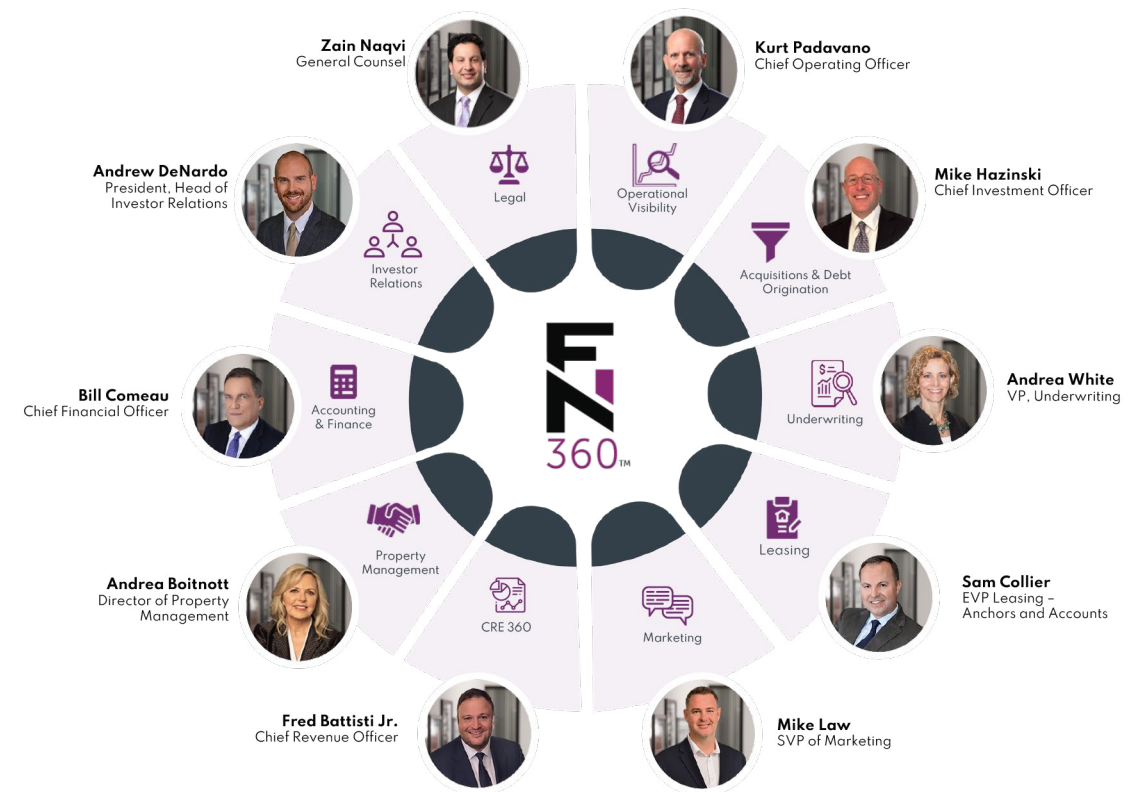 Zain Naqvi
General Counsel
Kurt Padavano
Chief Operating Officer
Andrew DeNardo
President, Head of
Investor Relations
Mike Hazinski
Chief Investment Officer
Legal
Operational
Visibility
Investor
Relations
Acquisitions & Debt
Origination
FN
360™
Bill Comeau
Chief Financial Officer
Accounting
& Finance
$=
Underwriting
Andrea White
VP, Underwriting
Property
Management
Leasing
Andrea Boitnott
Director of Property
Management
CRE 360
Marketing
Sam Collier
EVP Leasing –
Anchors and Accounts
Fred Battisti Jr.
Chief Revenue Officer
Mike Law
SVP of Marketing